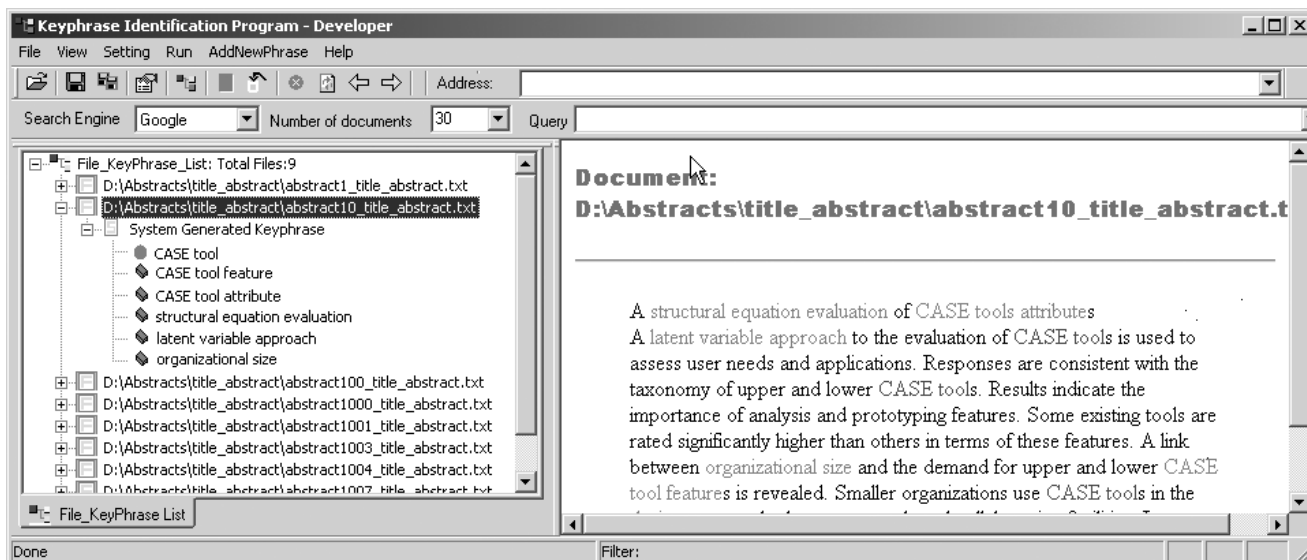 Keyphrase Identification Program - Developer
File View Setting Run AddNewPhrase Help
Address:
Search Engine Google Number of documents 30 Query
File_KeyPhrase_List: Total Files:9
D:\Abstracts\title_abstract\abstract1_title_abstract.txt
D:\Abstracts\title_abstract\abstract10_title_abstract.txt
System Generated Keyphrase
CASE tool
CASE tool feature
CASE tool attribute
structural equation evaluation
latent variable approach
organizational size
D:\Abstracts\title_abstract\abstract100_title_abstract.txt
D:\Abstracts\title_abstract\abstract1000_title_abstract.txt
D:\Abstracts\title_abstract\abstract1001_title_abstract.txt
D:\Abstracts\title_abstract\abstract1003_title_abstract.txt
D:\Abstracts\title_abstract\abstract1004_title_abstract.txt
D:\Abstracts\title_abstract\abstract1007_title_abstract.txt
File_KeyPhrase List
Document:
D:\Abstracts\title_abstract\abstract10_title_abstract.t
A structural equation evaluation of CASE tools attributes
A latent variable approach to the evaluation of CASE tools is used to
assess user needs and applications. Responses are consistent with the
taxonomy of upper and lower CASE tools. Results indicate the
importance of analysis and prototyping features. Some existing tools are
rated significantly higher than others in terms of these features. A link
between organizational size and the demand for upper and lower CASE
tool features is revealed. Smaller organizations use CASE tools in the
Done Filter: